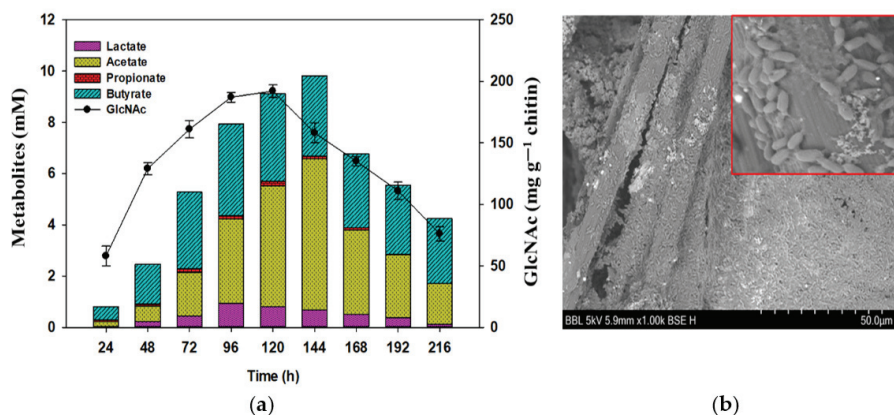 12
10
8
6
4
2
0
Metabolites (mM)
Lactate
Acetate
Propionate
Butyrate
GlcNAc
250
200
150
100
50
0
GlcNAc (mg g⁻¹ chitin)
24 48 72 96 120 144 168 192 216
Time (h)
(a)
BBL 5kV 5.9mm x1.00k BSE H 50.0µm
(b)